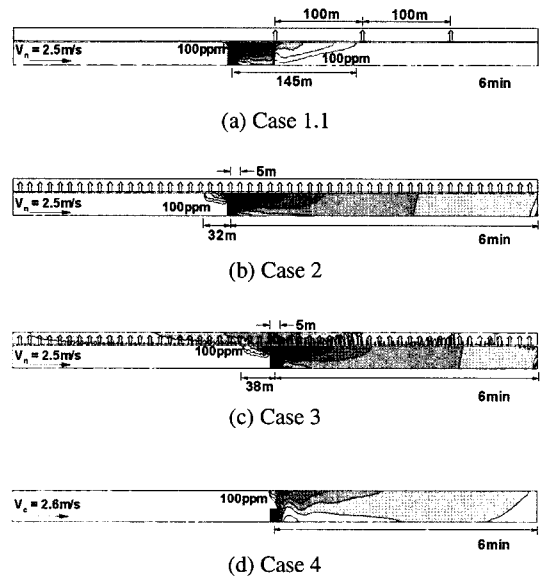 100m 100m
Vn = 2.5m/s 100ppm 100ppm
145m 6min
(a) Case 1.1
5m
Vn = 2.5m/s 100ppm
32m 6min
(b) Case 2
5m
Vn = 2.5m/s 100ppm
38m 6min
(c) Case 3
100ppm
Vc = 2.6m/s
6min
(d) Case 4